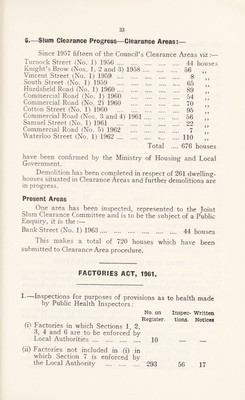 33
6.—Slum Clearance Progress—Clearance Areas:—
Since 1957 fifteen of the Council's Clearance Areas viz:—
Turnock Street (No. 1) 1956 .... .... .... 44 houses
Knight's Brow (Nos. 1, 2 and 3) 1958 .... .... 56 ,,
Vincent Street (No. 1) 1959 .... .... .... 8 ,,
South Street (No. 1) 1959 .... .... .... 65 ,,
Hurdsfield Road (No. 1) 1960 .... .... .... 89 ,,
Commercial Road (No. 1) 1960 .... .... .... 54 ,,
Commercial Road (No. 2) 1960 .... .... .... 70 ,,
Cotton Street (No. 1) 1960 .... .... .... 95 ,,
Commercial Road (Nos. 3 and 4) 1961 .... .... 56 ,,
Samuel Street (No. 1) 1961 .... .... .... 22 ,,
Commercial Road (No. 5) 1962 .... .... .... 7 ,,
Waterloo Street (No. 1) 1962 .... .... .... 110 ,,
Total .... 676 houses
have been confirmed by the Ministry of Housing and Local
Government.
Demolition has been completed in respect of 261 dwelling-
houses situated in Clearance Areas and further demolitions are
in progress.
Present Areas
One area has been inspected, represented to the Joint
Slum Clearance Committee and is to be the subject of a Public
Enquiry, it is the:—
Bank Street (No. 1) 1963 .... .... .... .... 44 houses
This makes a total of 720 houses which have been
submitted to Clearance Area procedure.
FACTORIES ACT, 1961.
1.—Inspections for purposes of provisions as to health made
by Public Health Inspectors:
No. on Inspec- Written
Register. tions. Notices
(i) Factories in which Sections 1, 2,
3, 4 and 6 to be enforced by
Local Authorities .... .... .... 10 — —
(ii) Factories not included in (i) in
which Section 7 is enforced by
the Local Authority .... .... 293 56 17